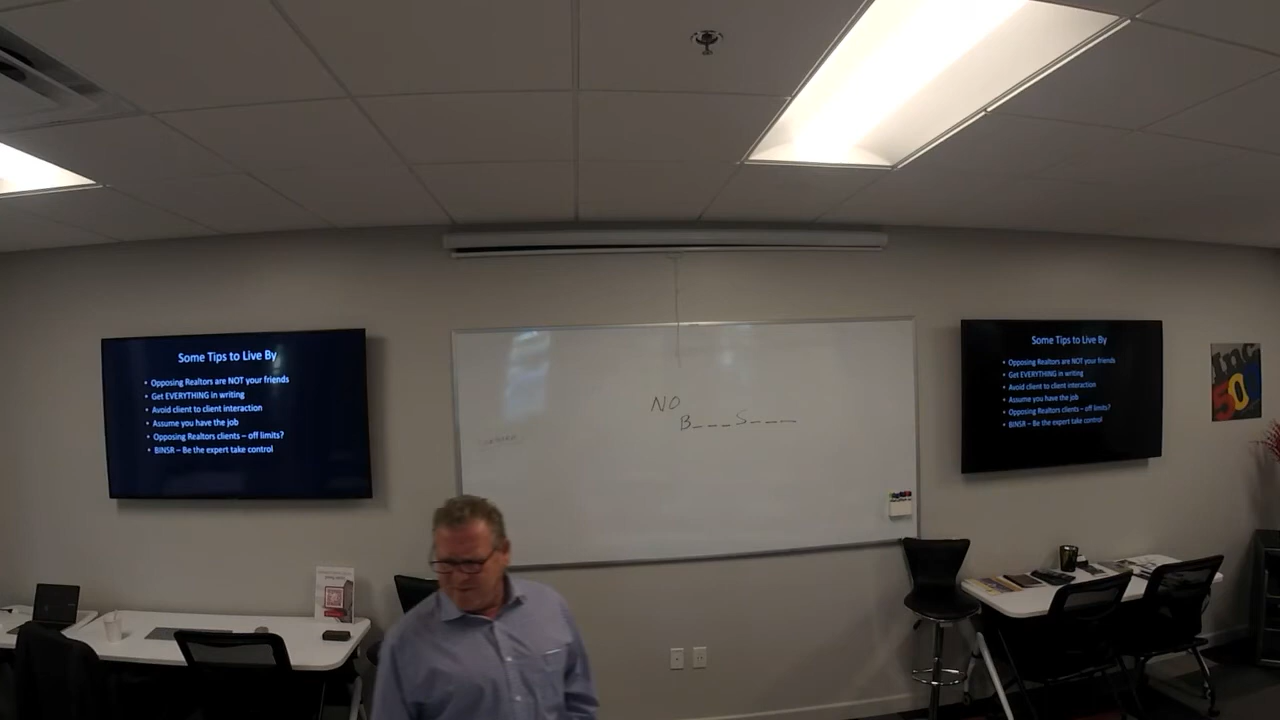 Some Tips to Live By
• Opposing Realtors are NOT your friends
• Get EVERYTHING in writing
• Avoid client to client interaction
• Assume you have the job
• Opposing Realtors clients – off limits?
• BINSR – Be the expert take control
NO
B___S___
Some Tips to Live By
• Opposing Realtors are NOT your friends
• Get EVERYTHING in writing
• Avoid client to client interaction
• Assume you have the job
• Opposing Realtors clients – off limits?
• BINSR – Be the expert take control
Inc
50